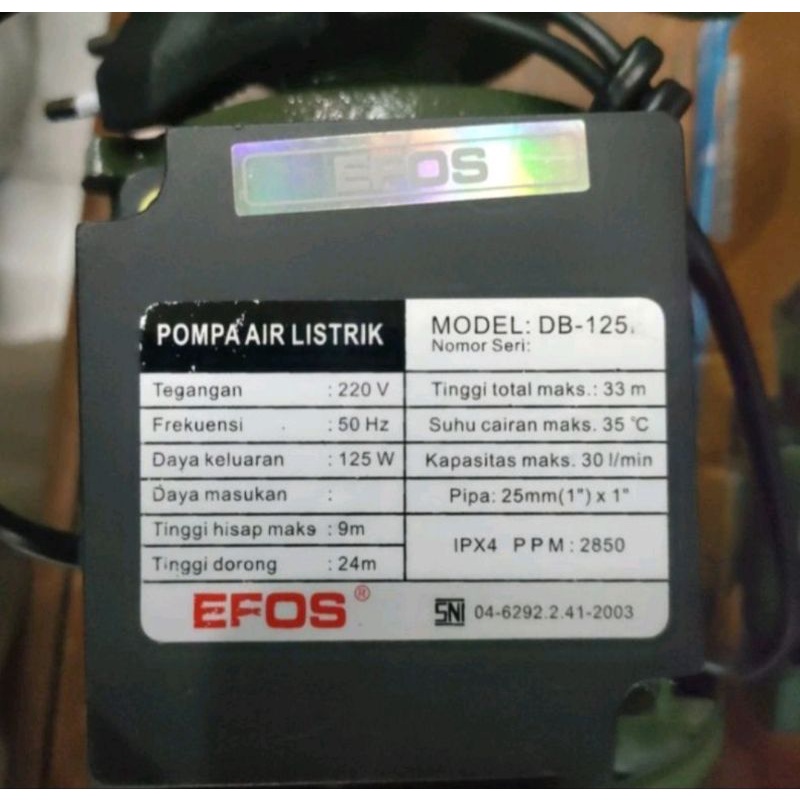 EFOS
POMPA AIR LISTRIK
MODEL: DB-125.
Nomor Seri:
Tegangan : 220 V
Tinggi total maks.: 33 m
Frekuensi : 50 Hz
Suhu cairan maks. 35 ℃
Daya keluaran : 125 W
Kapasitas maks. 30 l/min
Daya masukan :
Pipa: 25mm(1") x 1"
Tinggi hisap maks : 9m
IPX4 PPM : 2850
Tinggi dorong : 24m
EFOS®
SNI 04-6292.2.41-2003